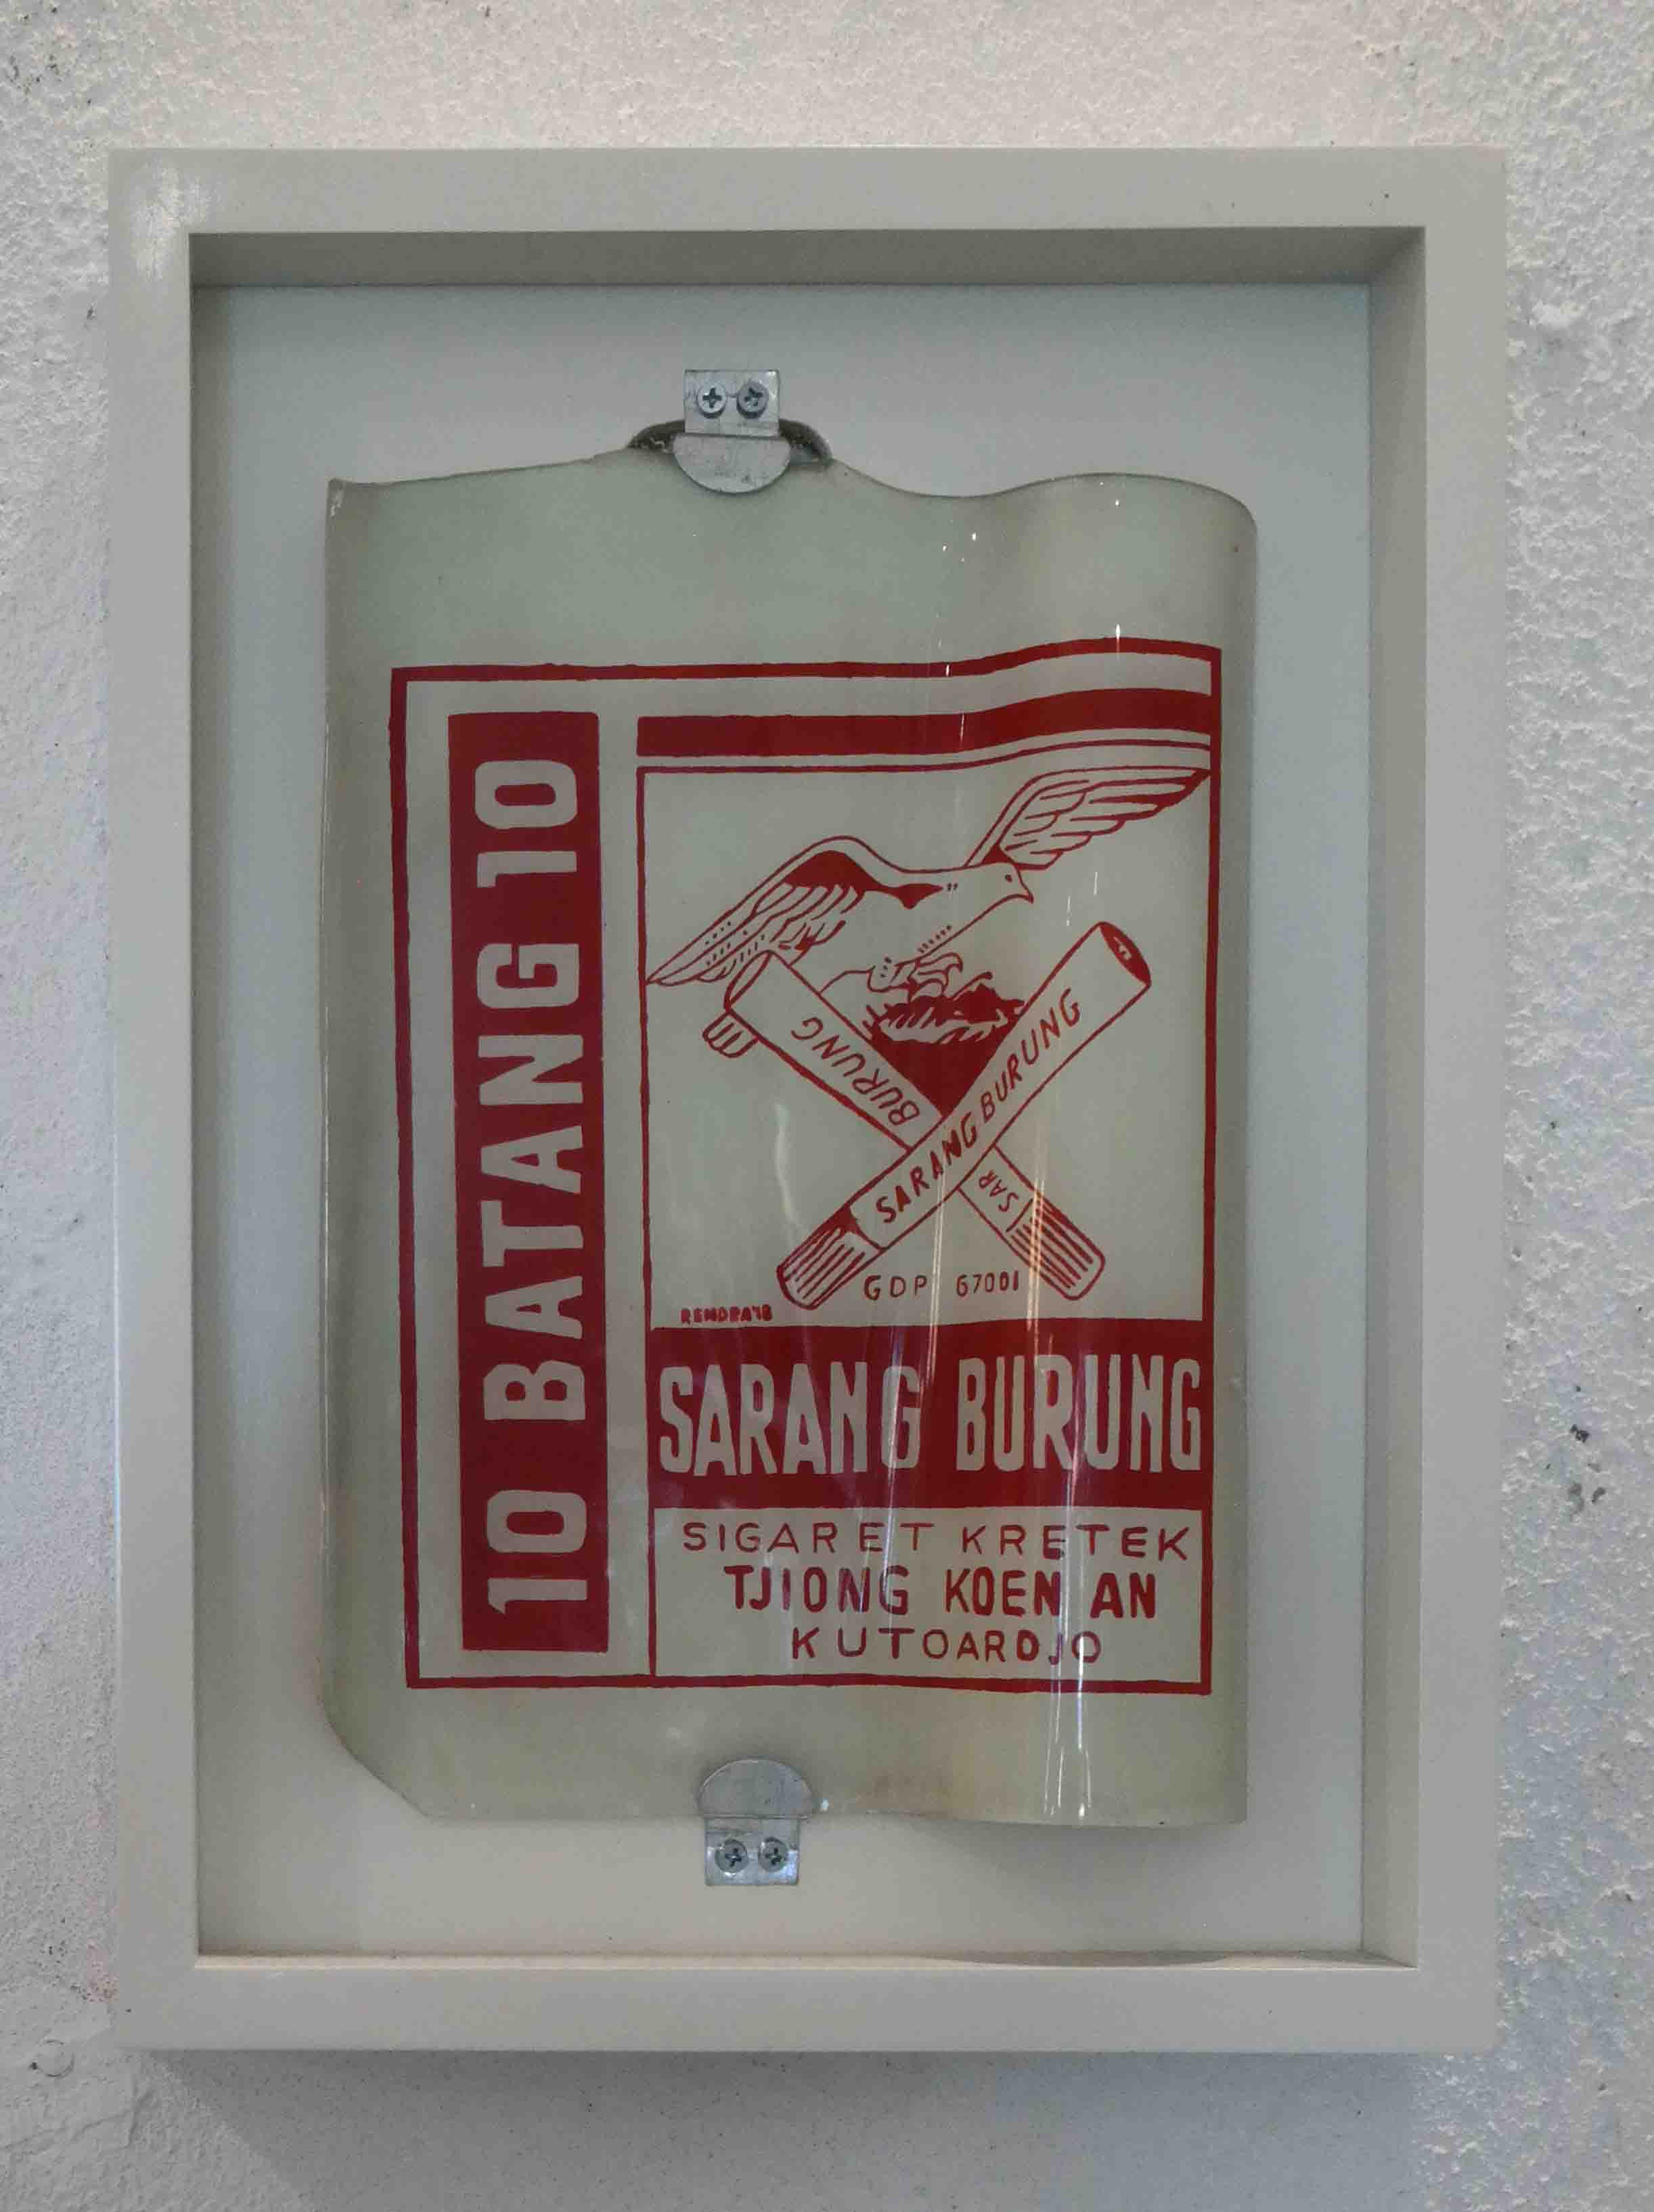 10 BATANG 10
BURUNG
SARANG BURUNG
SAR
GDP 67001
RENDRA'18
SARANG BURUNG
SIGARET KRETEK
TJIONG KOEN AN
KUTOARDJO